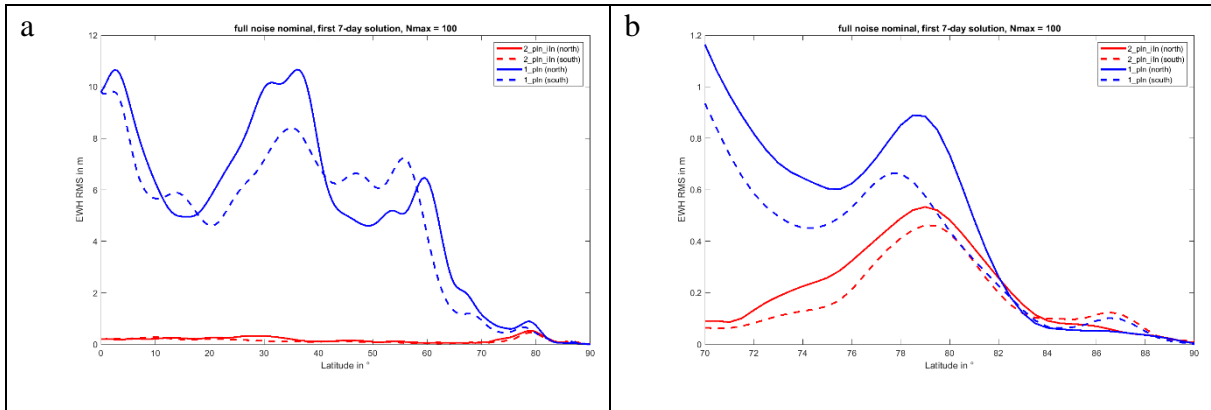 a
full noise nominal, first 7-day solution, Nmax = 100
12
10
8
6
4
2
0
EWH RMS in m
2_pln_iln (north)
2_pln_iln (south)
1_pln (north)
1_pln (south)
0 10 20 30 40 50 60 70 80 90
Latitude in °
b
full noise nominal, first 7-day solution, Nmax = 100
1.2
1
0.8
0.6
0.4
0.2
0
EWH RMS in m
2_pln_iln (north)
2_pln_iln (south)
1_pln (north)
1_pln (south)
70 72 74 76 78 80 82 84 86 88 90
Latitude in °